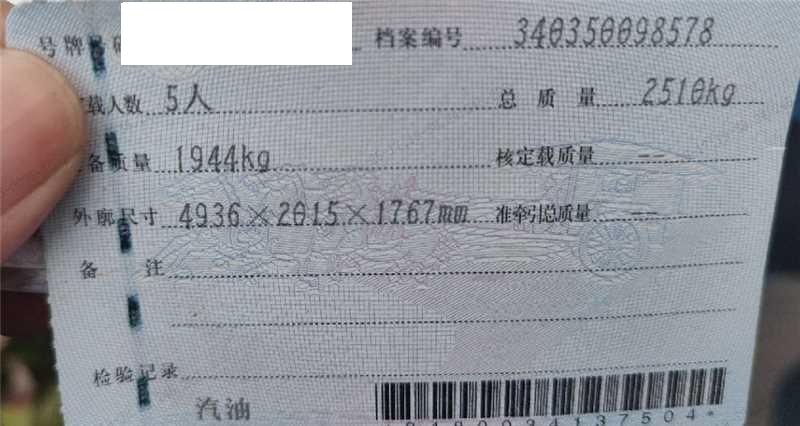 号牌号码 档案编号 340350098578
载人数 5人 总质量 2510kg
备质量 1944kg 核定载质量 --
外廓尺寸 4936×2015×1767mm 准牵引总质量 --
备注
检验记录
汽油